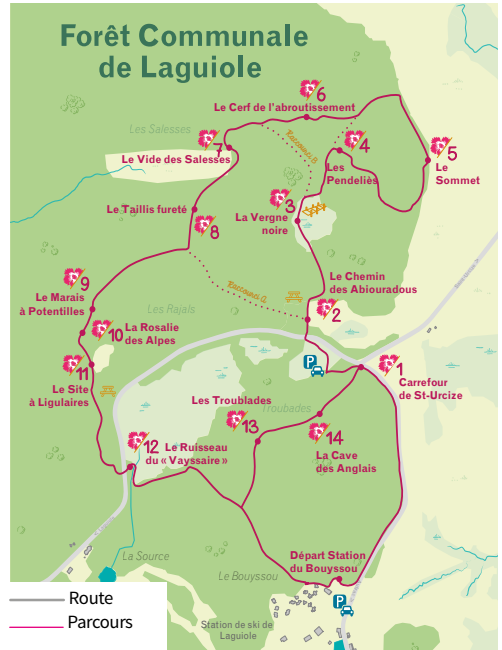 Forêt Communale
de Laguiole
6
Le Cerf de l'abroutissement
Les Salesses
7
Le Vide des Salesses
4
Les
Pendeliès
5
Le
Sommet
Raccourci B
Le Taillis fureté
8
3
La Vergne
noire
9
Le Marais
à Potentilles
Raccourci A
Le Chemin
des Abiouradous
2
Les Rajals
10
La Rosalie
des Alpes
11
Le Site
à Ligulaires
P
1
Carrefour
de St-Urcize
Les Troublades
Troubades
13
14
La Cave
des Anglais
12
Le Ruisseau
du « Vayssaire »
La Source
Le Bouyssou
Départ Station
du Bouyssou
P
Station de ski de
Laguiole
Route
Parcours